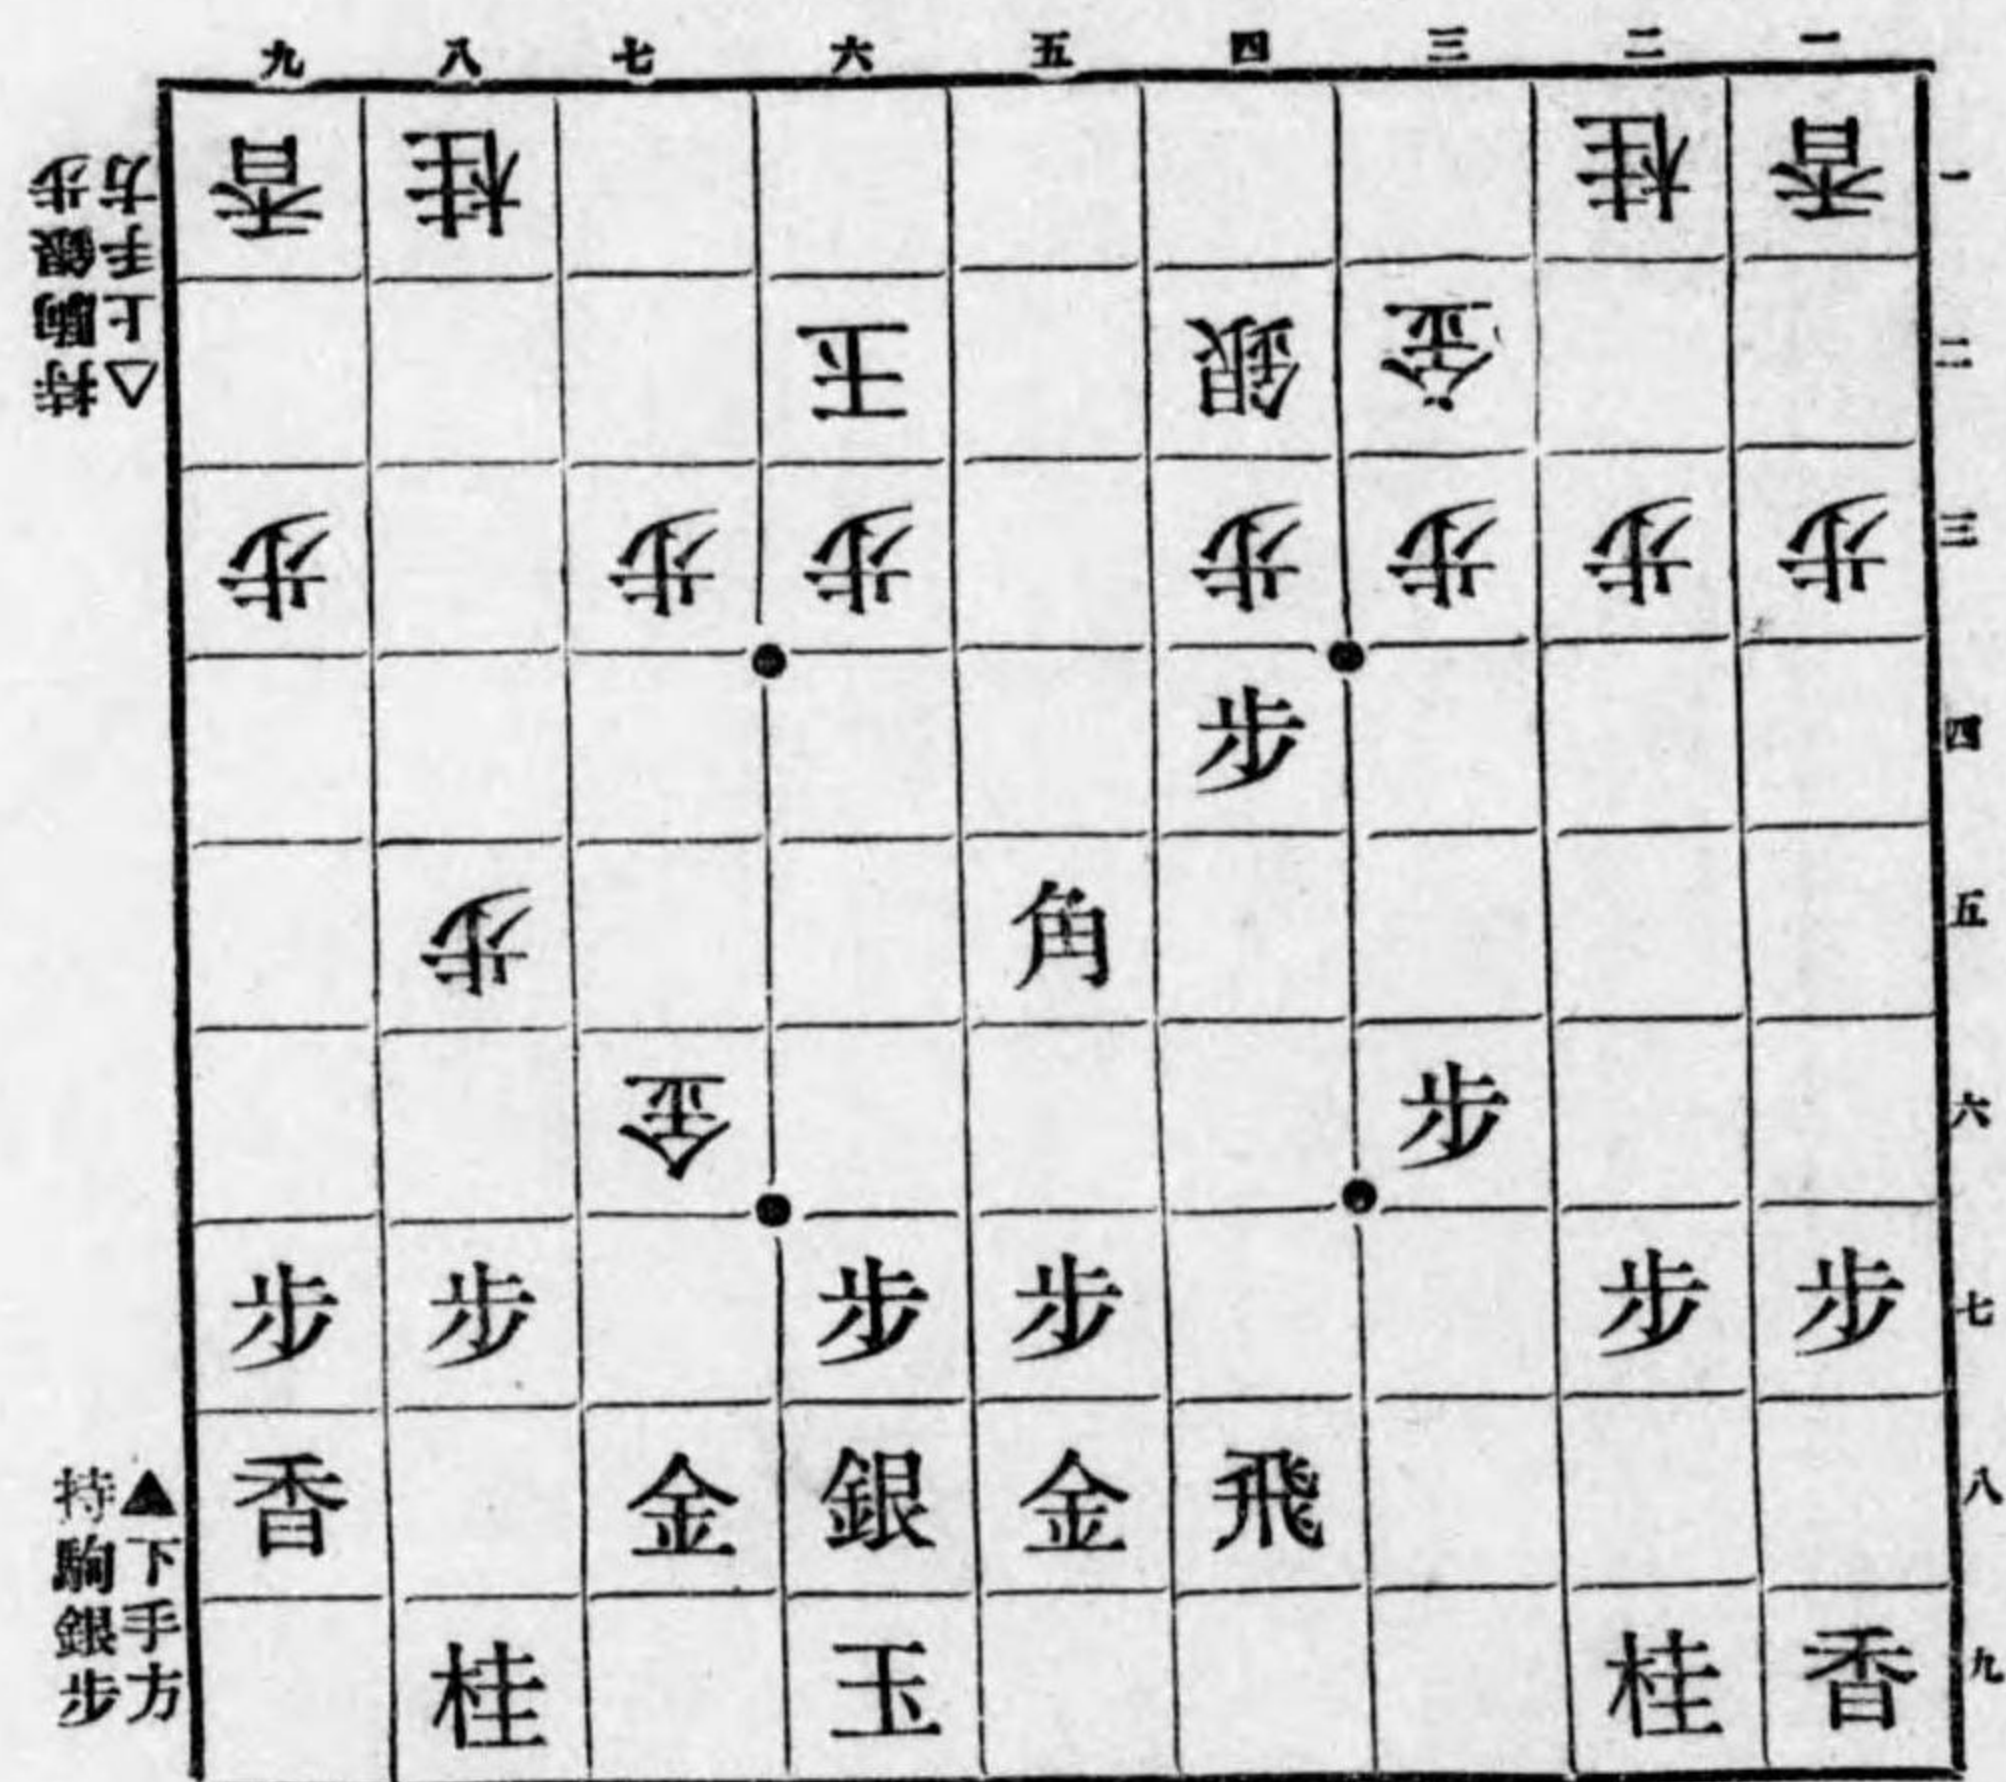 九 八 七 六 五 四 三 二 一
香 桂 桂 香 一
玉 銀 金 二
歩 歩 歩 歩 歩 歩 歩 三
歩 四
歩 角 五
金 歩 六
歩 歩 歩 歩 歩 歩 七
香 金 銀 金 飛 八
桂 玉 桂 香 九
△上手方
持駒銀歩
▲下手方
持駒銀歩